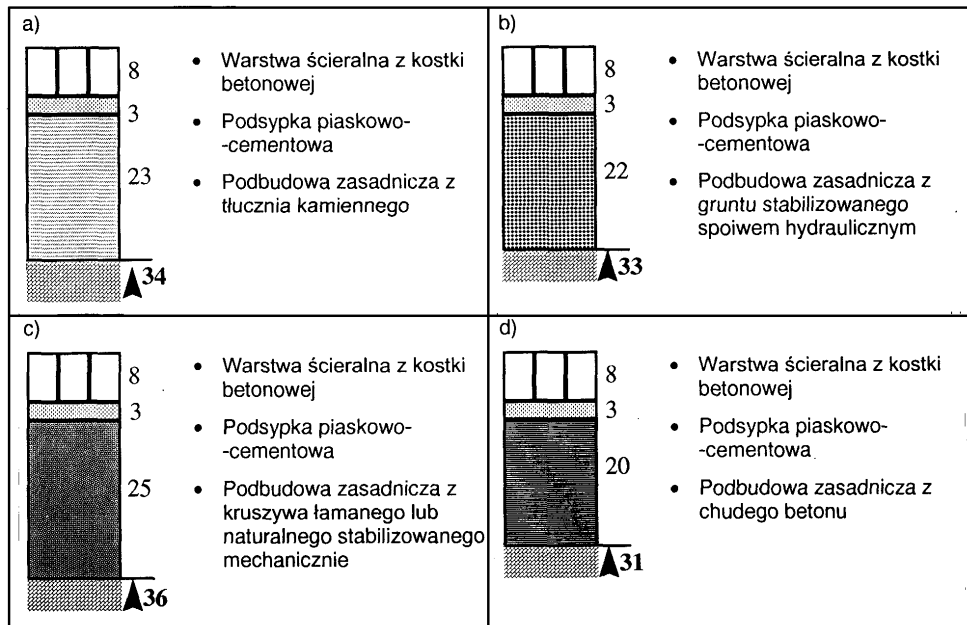 a)
8
3
23
34
• Warstwa ścieralna z kostki
betonowej
• Podsypka piaskowo-
-cementowa
• Podbudowa zasadnicza z
tłucznia kamiennego
b)
8
3
22
33
• Warstwa ścieralna z kostki
betonowej
• Podsypka piaskowo-
-cementowa
• Podbudowa zasadnicza z
gruntu stabilizowanego
spoiwem hydraulicznym
c)
8
3
25
36
• Warstwa ścieralna z kostki
betonowej
• Podsypka piaskowo-
-cementowa
• Podbudowa zasadnicza z
kruszywa łamanego lub
naturalnego stabilizowanego
mechanicznie
d)
8
3
20
31
• Warstwa ścieralna z kostki
betonowej
• Podsypka piaskowo-
-cementowa
• Podbudowa zasadnicza z
chudego betonu